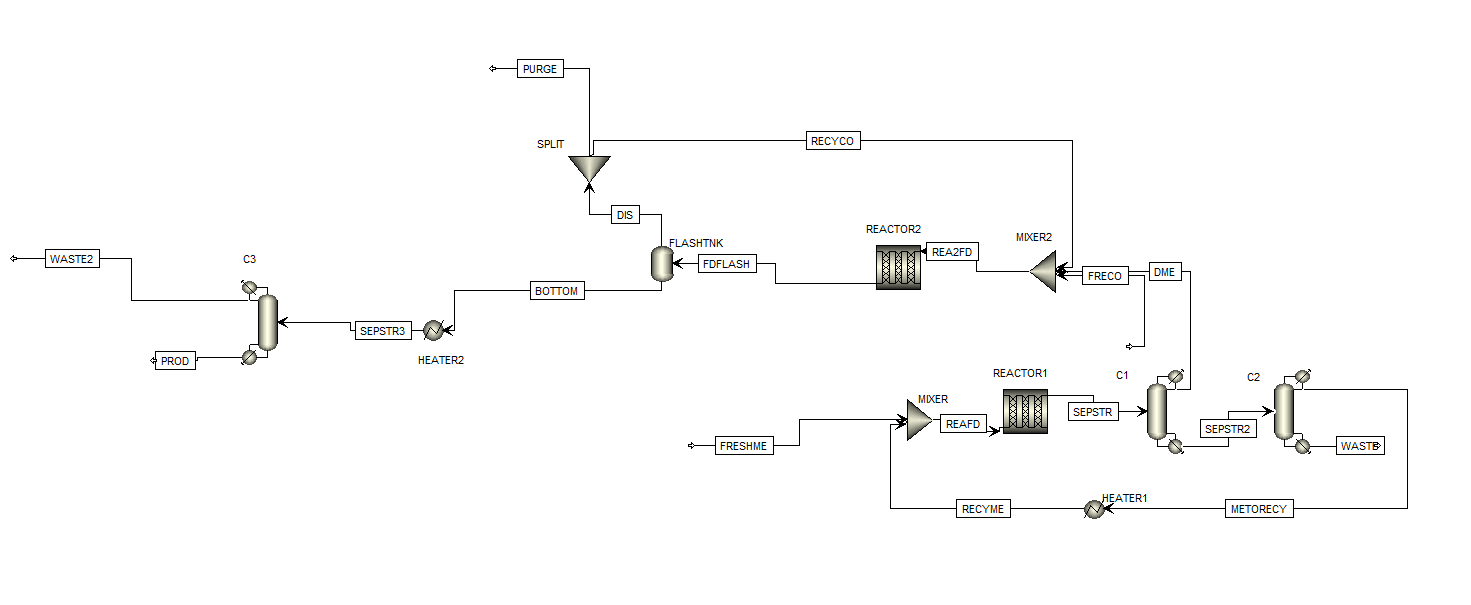 PURGE
SPLIT
RECYCO
DIS
REACTOR2
MIXER2
FLASHTNK
REA2FD
WASTE2
C3
FDFLASH
FRECO
DME
BOTTOM
SEPSTR3
HEATER2
PROD
REACTOR1
C1
C2
MIXER
SEPSTR
REAFD
SEPSTR2
FRESHME
WASTE
HEATER1
RECYME
METORECY